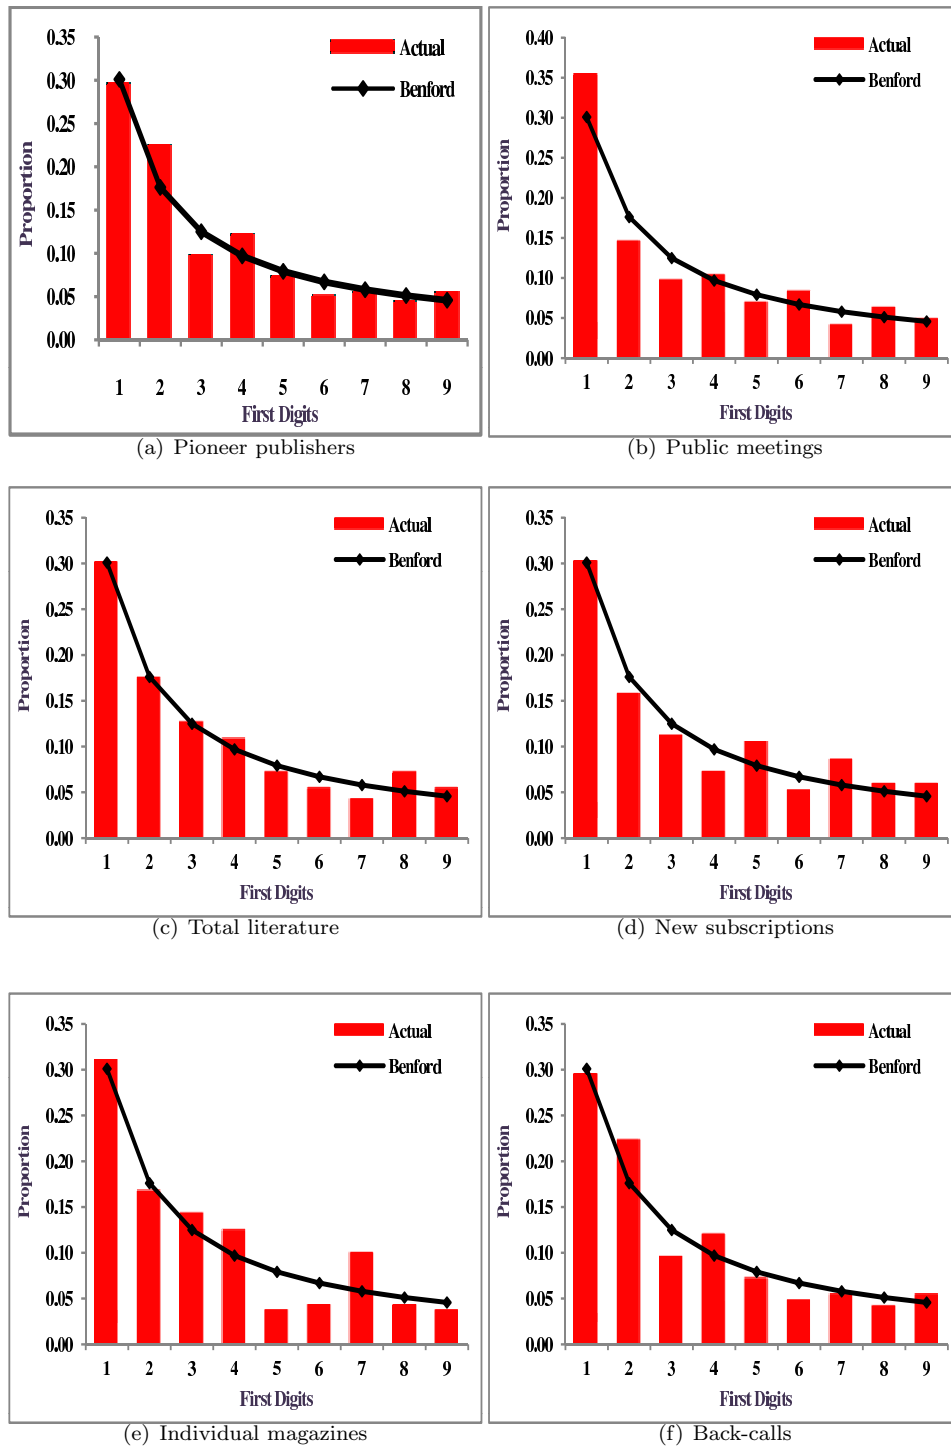 0.35
0.30
0.25
0.20
0.15
0.10
0.05
0.00
Proportion
Actual
Benford
1 2 3 4 5 6 7 8 9
First Digits
(a) Pioneer publishers
0.40
0.35
0.30
0.25
0.20
0.15
0.10
0.05
0.00
Proportion
Actual
Benford
1 2 3 4 5 6 7 8 9
First Digits
(b) Public meetings
0.35
0.30
0.25
0.20
0.15
0.10
0.05
0.00
Proportion
Actual
Benford
1 2 3 4 5 6 7 8 9
First Digits
(c) Total literature
0.35
0.30
0.25
0.20
0.15
0.10
0.05
0.00
Proportion
Actual
Benford
1 2 3 4 5 6 7 8 9
First Digits
(d) New subscriptions
0.35
0.30
0.25
0.20
0.15
0.10
0.05
0.00
Proportion
Actual
Benford
1 2 3 4 5 6 7 8 9
First Digits
(e) Individual magazines
0.35
0.30
0.25
0.20
0.15
0.10
0.05
0.00
Proportion
Actual
Benford
1 2 3 4 5 6 7 8 9
First Digits
(f) Back-calls